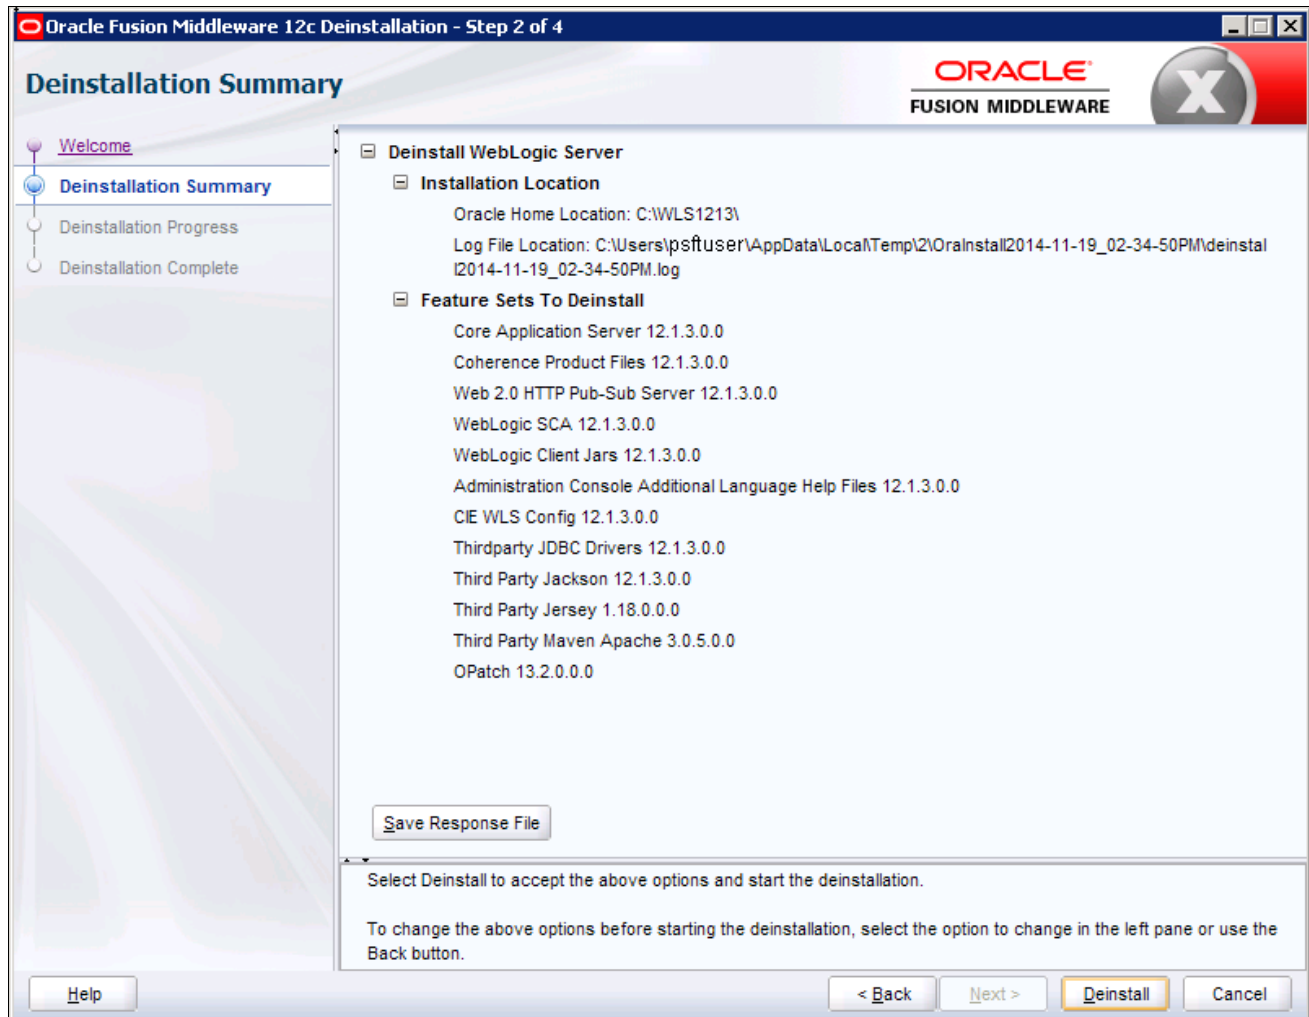 Oracle Fusion Middleware 12c Deinstallation - Step 2 of 4
Deinstallation Summary
ORACLE®
FUSION MIDDLEWARE
Welcome
Deinstallation Summary
Deinstallation Progress
Deinstallation Complete
Deinstall WebLogic Server
Installation Location
Oracle Home Location: C:\WLS1213\
Log File Location: C:\Users\psftuser\AppData\Local\Temp\2\OraInstall2014-11-19_02-34-50PM\deinstal
l2014-11-19_02-34-50PM.log
Feature Sets To Deinstall
Core Application Server 12.1.3.0.0
Coherence Product Files 12.1.3.0.0
Web 2.0 HTTP Pub-Sub Server 12.1.3.0.0
WebLogic SCA 12.1.3.0.0
WebLogic Client Jars 12.1.3.0.0
Administration Console Additional Language Help Files 12.1.3.0.0
CIE WLS Config 12.1.3.0.0
Thirdparty JDBC Drivers 12.1.3.0.0
Third Party Jackson 12.1.3.0.0
Third Party Jersey 1.18.0.0.0
Third Party Maven Apache 3.0.5.0.0
OPatch 13.2.0.0.0
Save Response File
Select Deinstall to accept the above options and start the deinstallation.
To change the above options before starting the deinstallation, select the option to change in the left pane or use the
Back button.
Help
< Back
Next >
Deinstall
Cancel